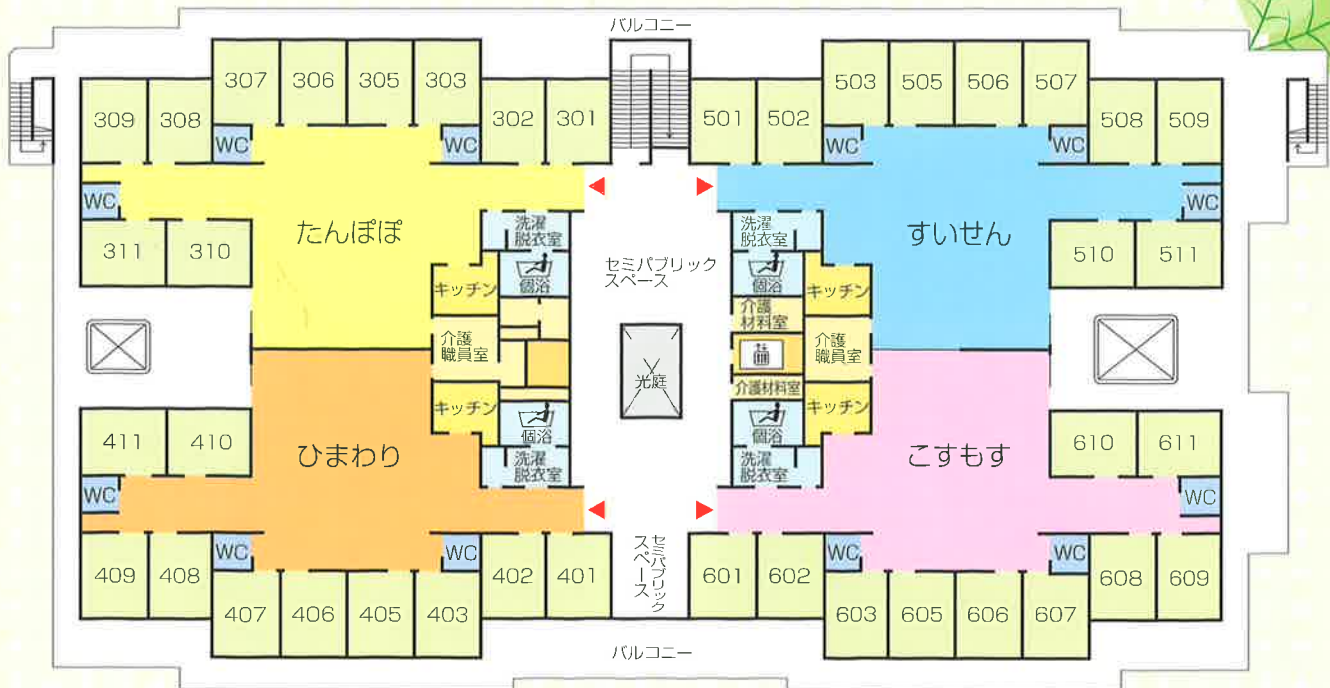 バルコニー
307
306
305
303
503
505
506
507
309
308
302
301
501
502
508
509
WC
WC
WC
WC
WC
WC
311
310
たんぽぽ
洗濯
脱衣室
個浴
キッチン
介護
職員室
セミパブリック
スペース
光庭
洗濯
脱衣室
個浴
キッチン
介護
材料室
介護
職員室
すいせん
510
511
411
410
ひまわり
キッチン
個浴
洗濯
脱衣室
介護材料室
キッチン
個浴
洗濯
脱衣室
こすもす
610
611
WC
WC
WC
WC
WC
WC
409
408
402
401
セミパブリック
スペース
601
602
608
609
407
406
405
403
603
605
606
607
バルコニー